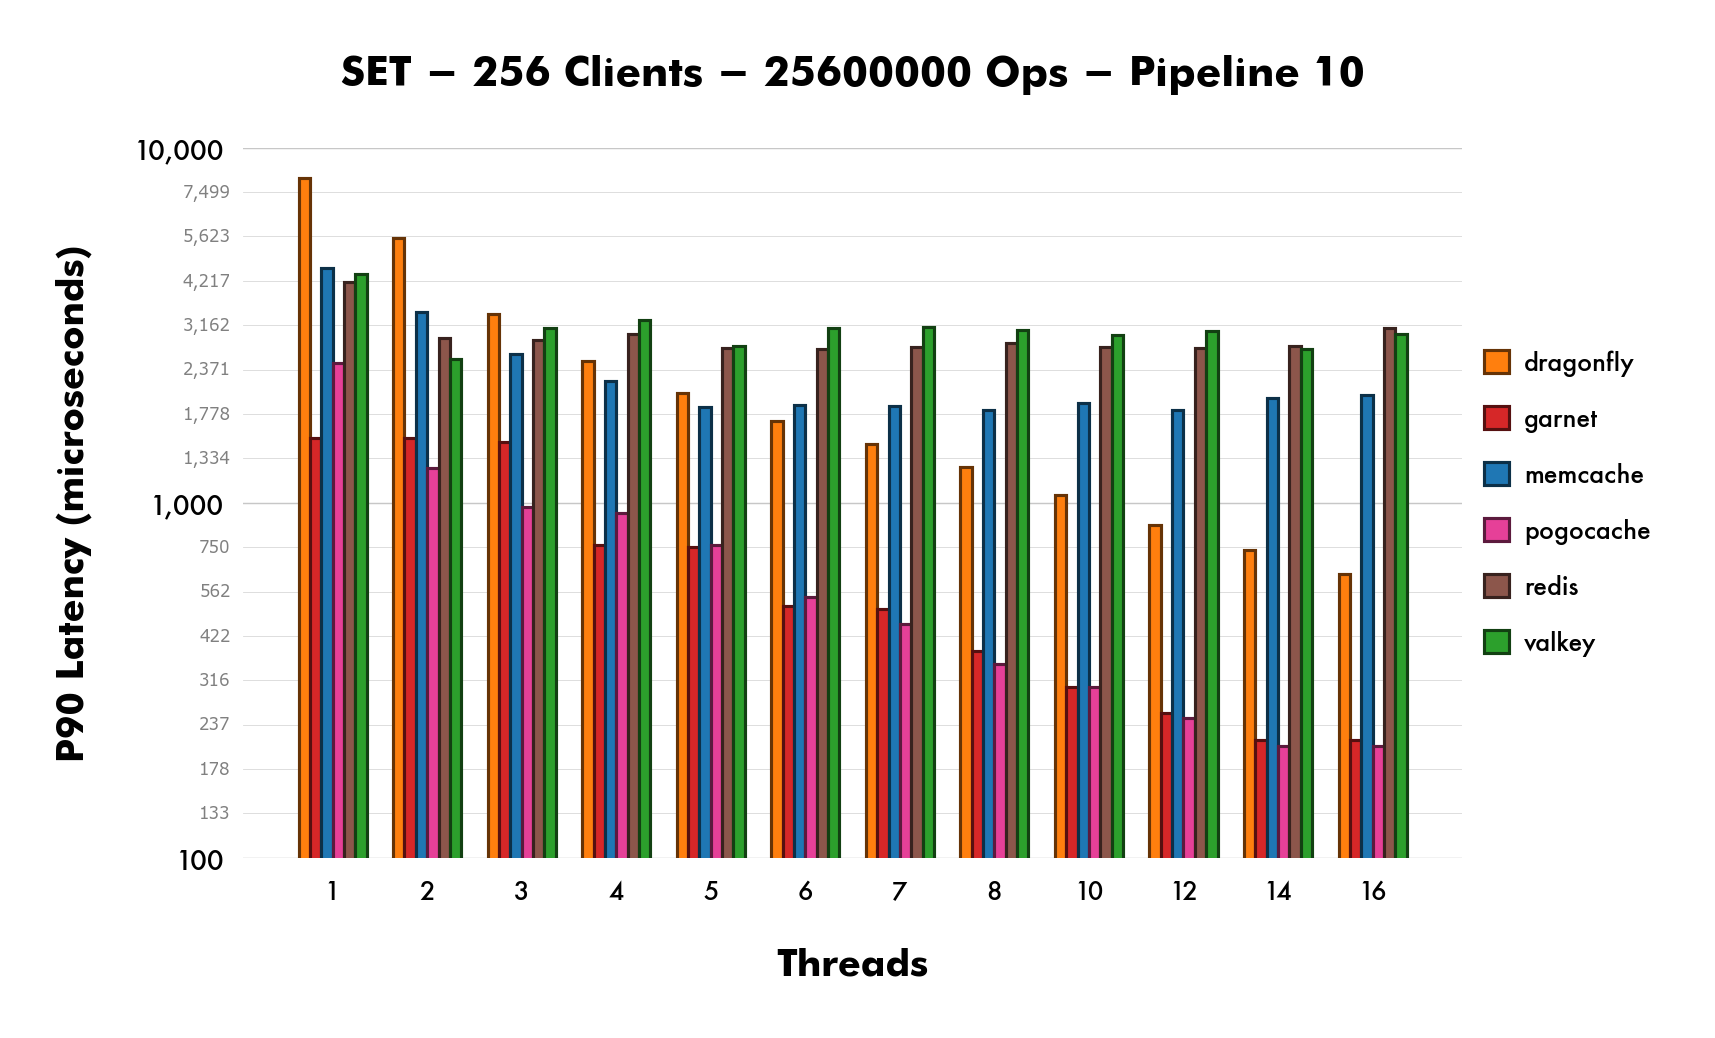 SET – 256 Clients – 25600000 Ops – Pipeline 10
P90 Latency (microseconds)
10,000
7,499
5,623
4,217
3,162
2,371
1,778
1,334
1,000
750
562
422
316
237
178
133
100
1 2 3 4 5 6 7 8 10 12 14 16
Threads
dragonfly
garnet
memcache
pogocache
redis
valkey